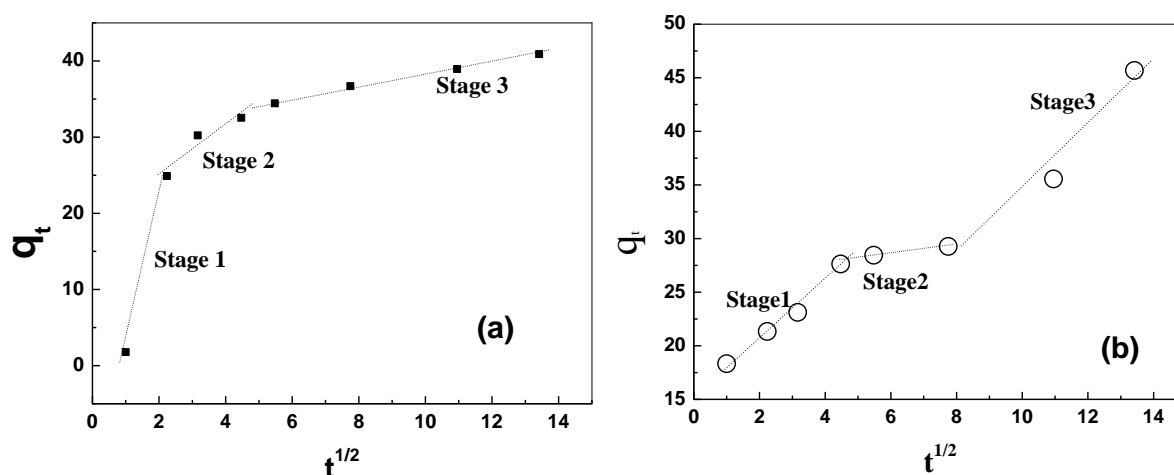 40
30
20
10
0
q_t
Stage 1
Stage 2
Stage 3
(a)
0 2 4 6 8 10 12 14
t^{1/2}
50
45
40
35
30
25
20
15
q_t
Stage1
Stage2
Stage3
(b)
0 2 4 6 8 10 12 14
t^{1/2}